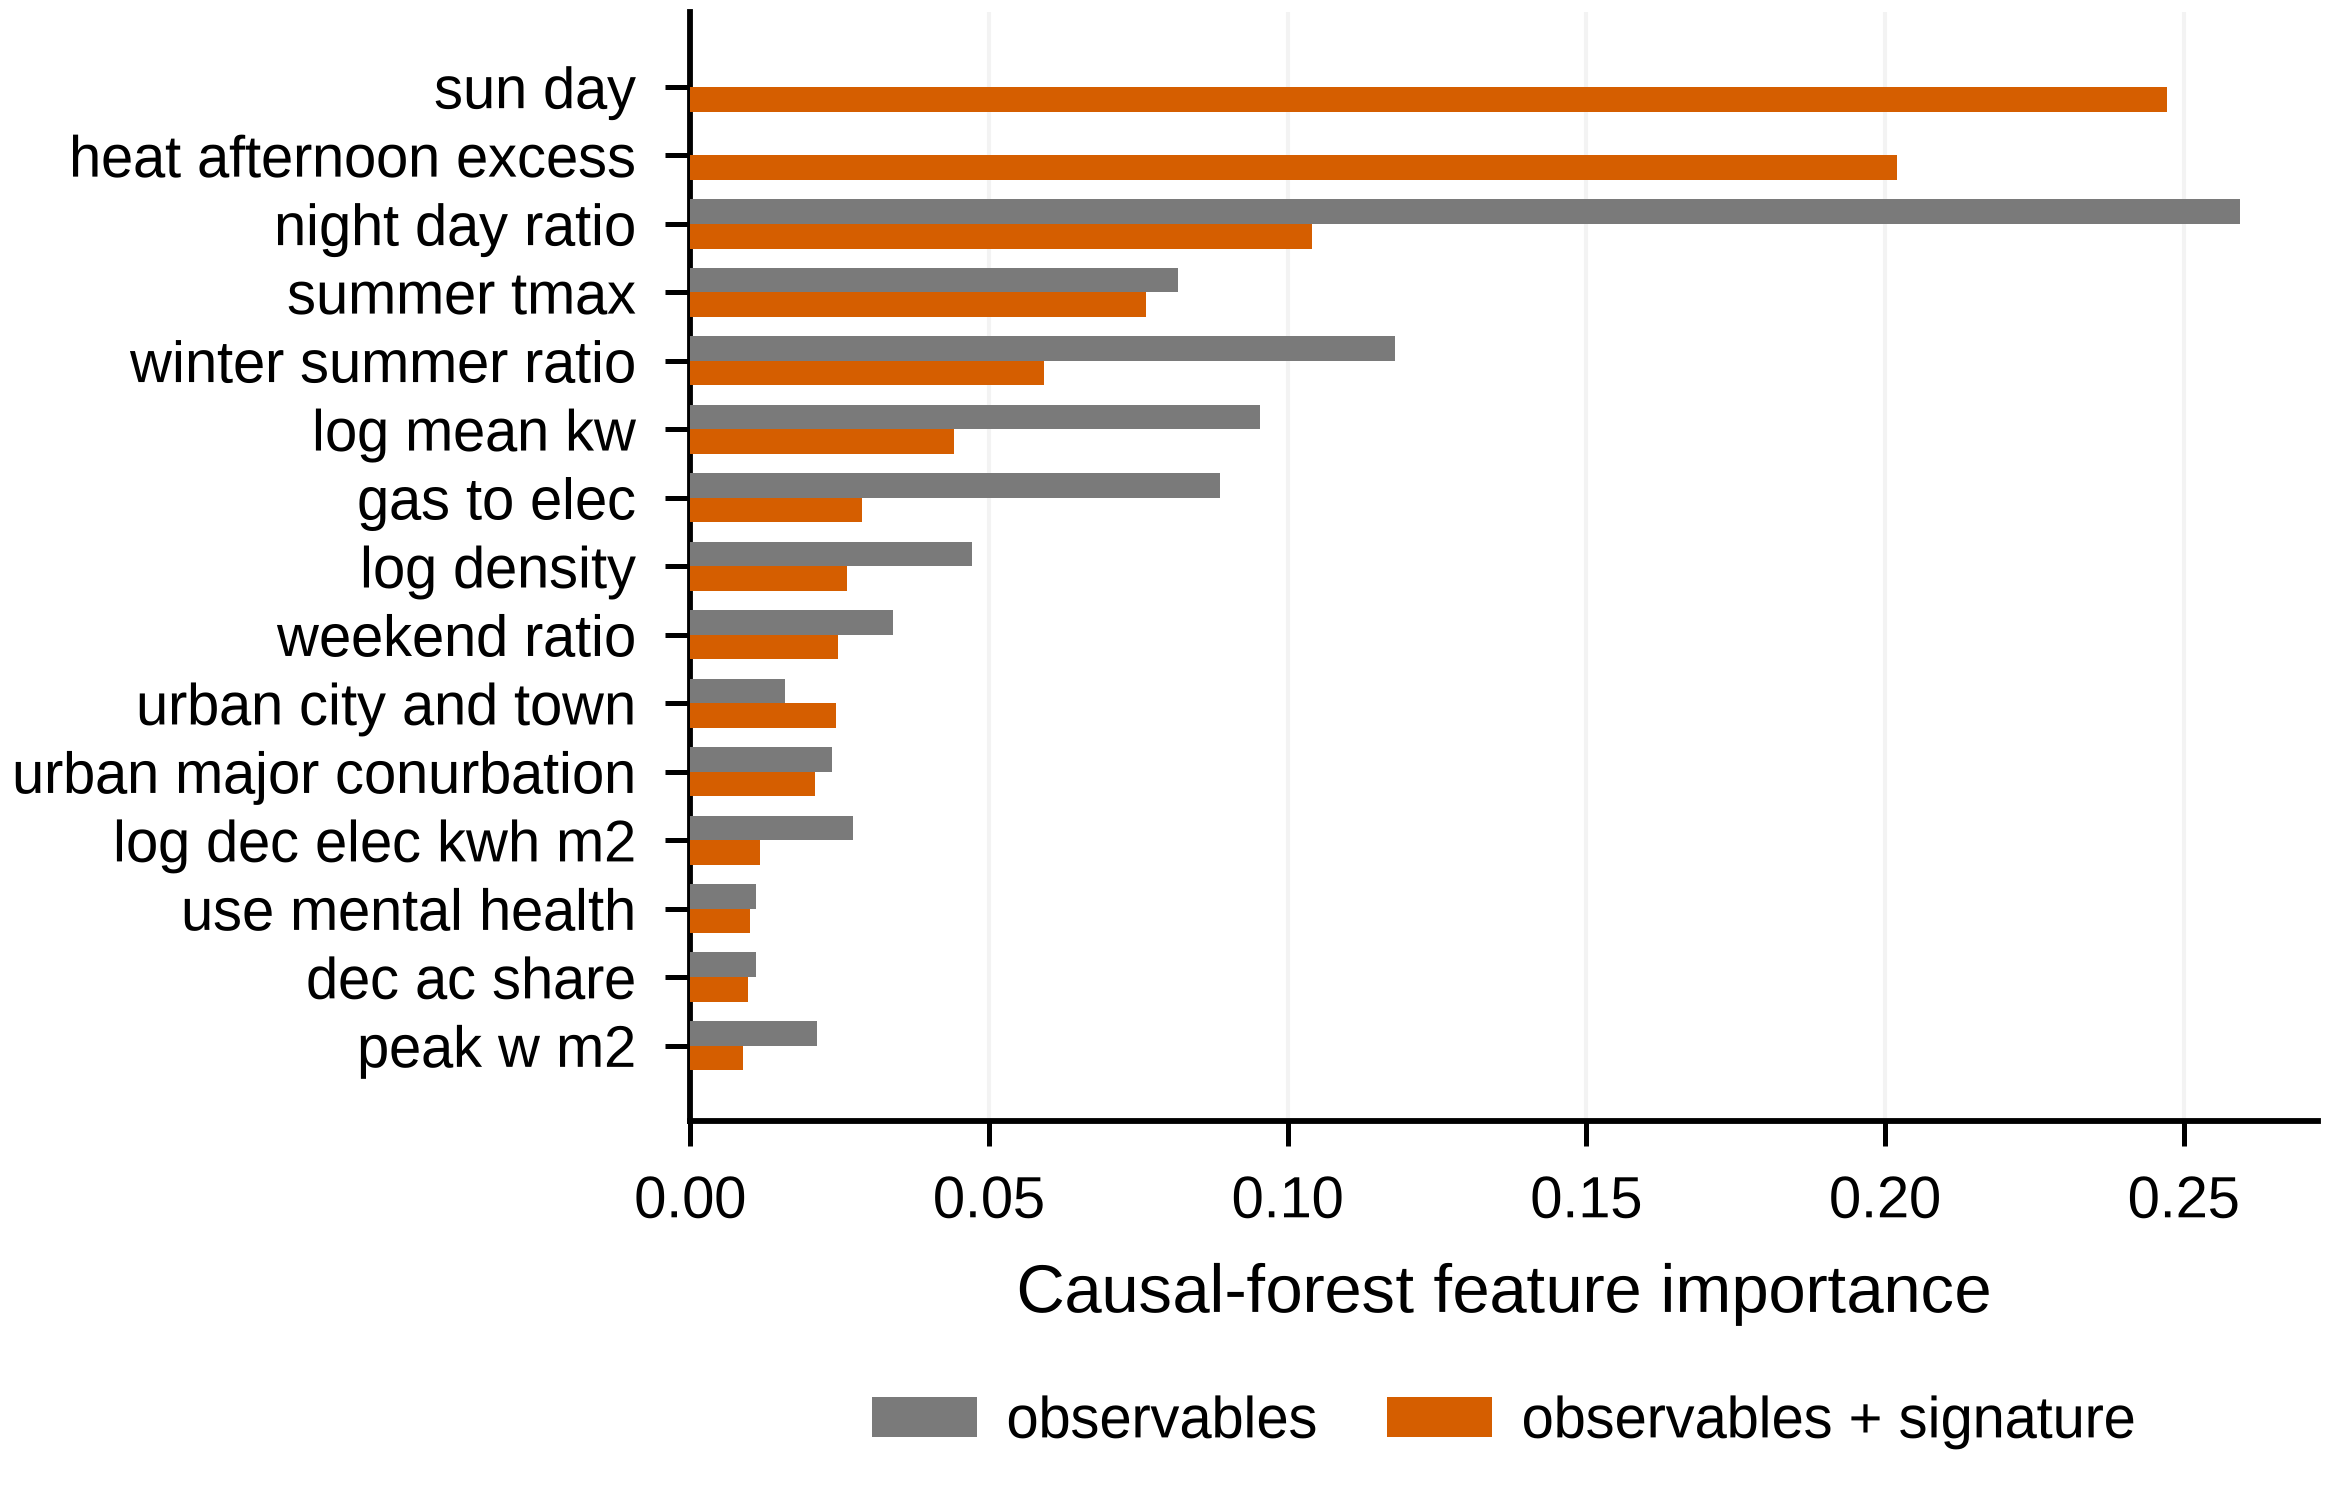 sun day
heat afternoon excess
night day ratio
summer tmax
winter summer ratio
log mean kw
gas to elec
log density
weekend ratio
urban city and town
urban major conurbation
log dec elec kwh m2
use mental health
dec ac share
peak w m2
0.00 0.05 0.10 0.15 0.20 0.25
Causal-forest feature importance
observables observables + signature